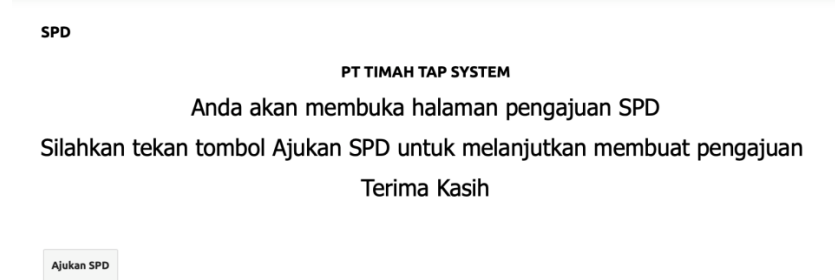 SPD
PT TIMAH TAP SYSTEM
Anda akan membuka halaman pengajuan SPD
Silahkan tekan tombol Ajukan SPD untuk melanjutkan membuat pengajuan
Terima Kasih
Ajukan SPD